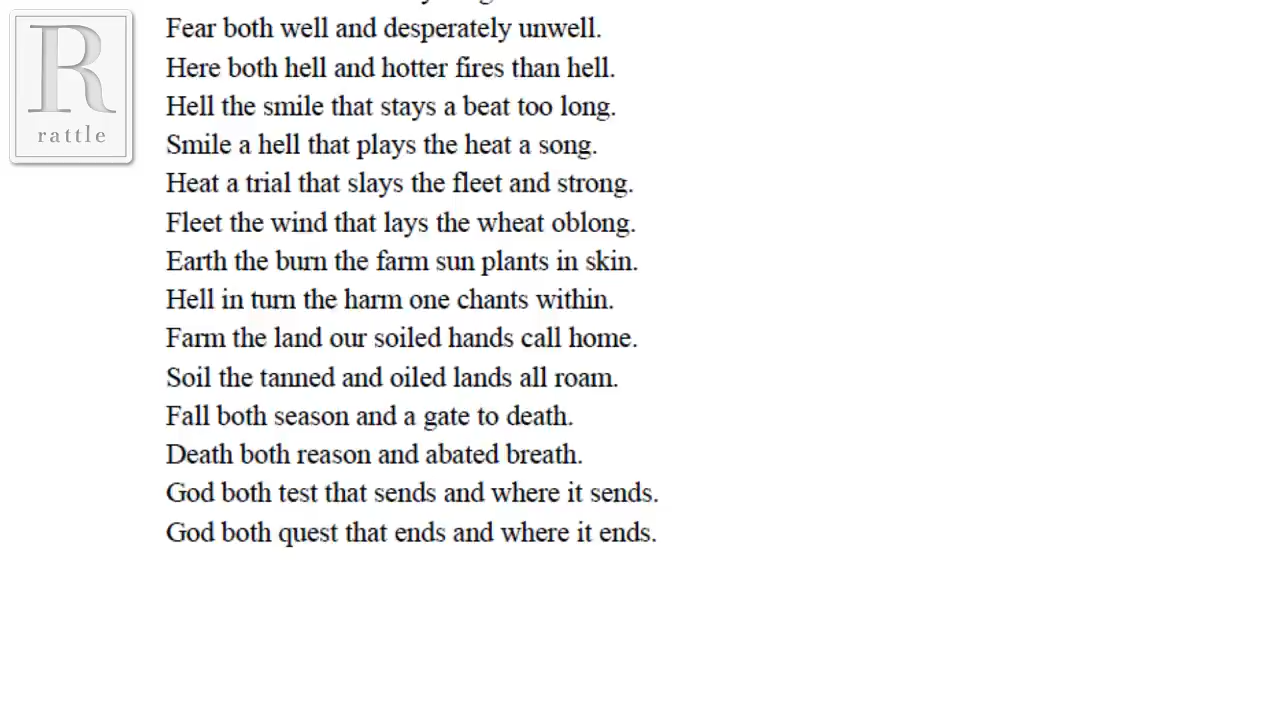 R
rattle
Fear both well and desperately unwell.
Here both hell and hotter fires than hell.
Hell the smile that stays a beat too long.
Smile a hell that plays the heat a song.
Heat a trial that slays the fleet and strong.
Fleet the wind that lays the wheat oblong.
Earth the burn the farm sun plants in skin.
Hell in turn the harm one chants within.
Farm the land our soiled hands call home.
Soil the tanned and oiled lands all roam.
Fall both season and a gate to death.
Death both reason and abated breath.
God both test that sends and where it sends.
God both quest that ends and where it ends.